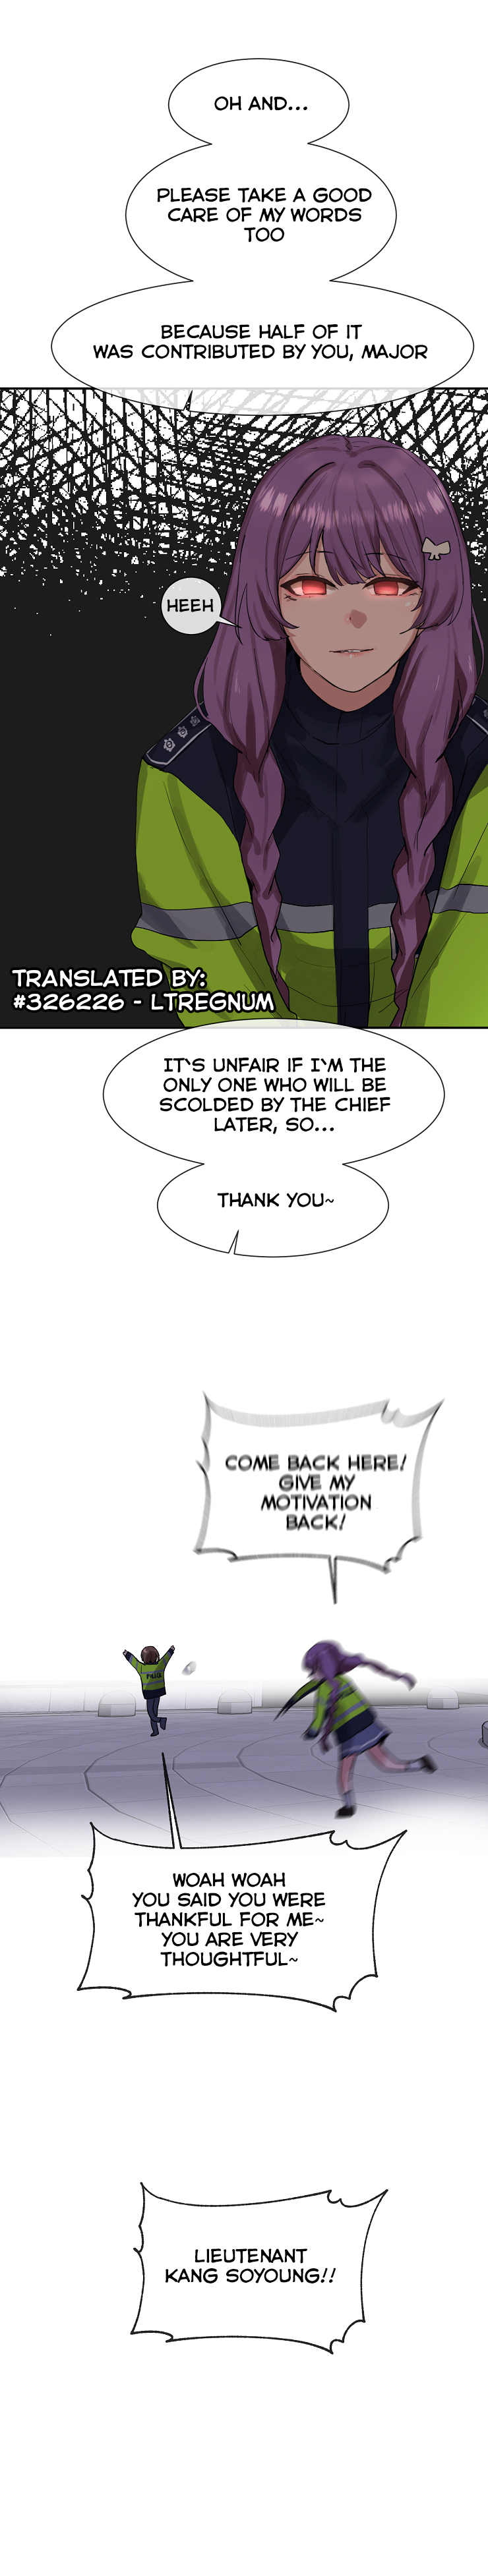 OH AND...
PLEASE TAKE A GOOD
CARE OF MY WORDS
TOO
BECAUSE HALF OF IT
WAS CONTRIBUTED BY YOU, MAJOR
HEEH
TRANSLATED BY:
#326226 - LTREGNUM
IT`S UNFAIR IF I`M THE
ONLY ONE WHO WILL BE
SCOLDED BY THE CHIEF
LATER, SO...
THANK YOU~
COME BACK HERE!
GIVE MY
MOTIVATION
BACK!
WOAH WOAH
YOU SAID YOU WERE
THANKFUL FOR ME~
YOU ARE VERY
THOUGHTFUL~
LIEUTENANT
KANG SOYOUNG!!